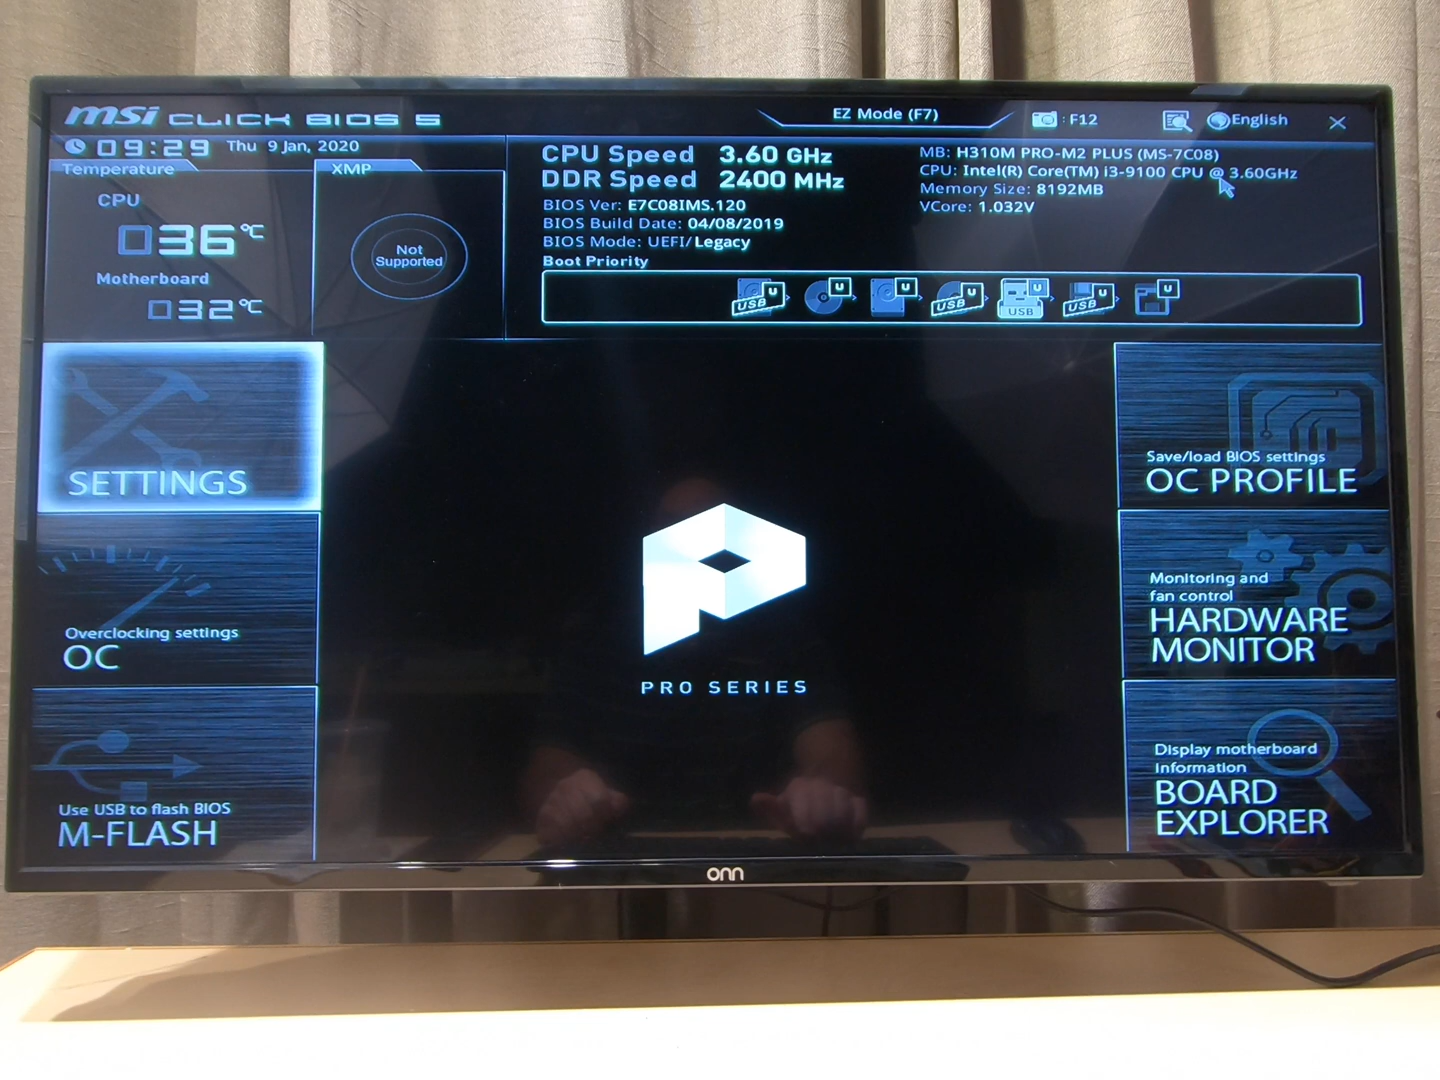 msi CLICK BIOS 5
EZ Mode (F7)
: F12
English
09:29 Thu 9 Jan, 2020
Temperature
CPU
036°C
Motherboard
032°C
XMP
Not
Supported
CPU Speed 3.60 GHz
DDR Speed 2400 MHz
BIOS Ver: E7C08IMS.120
BIOS Build Date: 04/08/2019
BIOS Mode: UEFI/Legacy
Boot Priority
MB: H310M PRO-M2 PLUS (MS-7C08)
CPU: Intel(R) Core(TM) i3-9100 CPU @ 3.60GHz
Memory Size: 8192MB
VCore: 1.032V
USB U U U USB U USB U USB U U
SETTINGS
Overclocking settings
OC
Use USB to flash BIOS
M-FLASH
PRO SERIES
Save/load BIOS settings
OC PROFILE
Monitoring and
fan control
HARDWARE
MONITOR
Display motherboard
information
BOARD
EXPLORER
onn